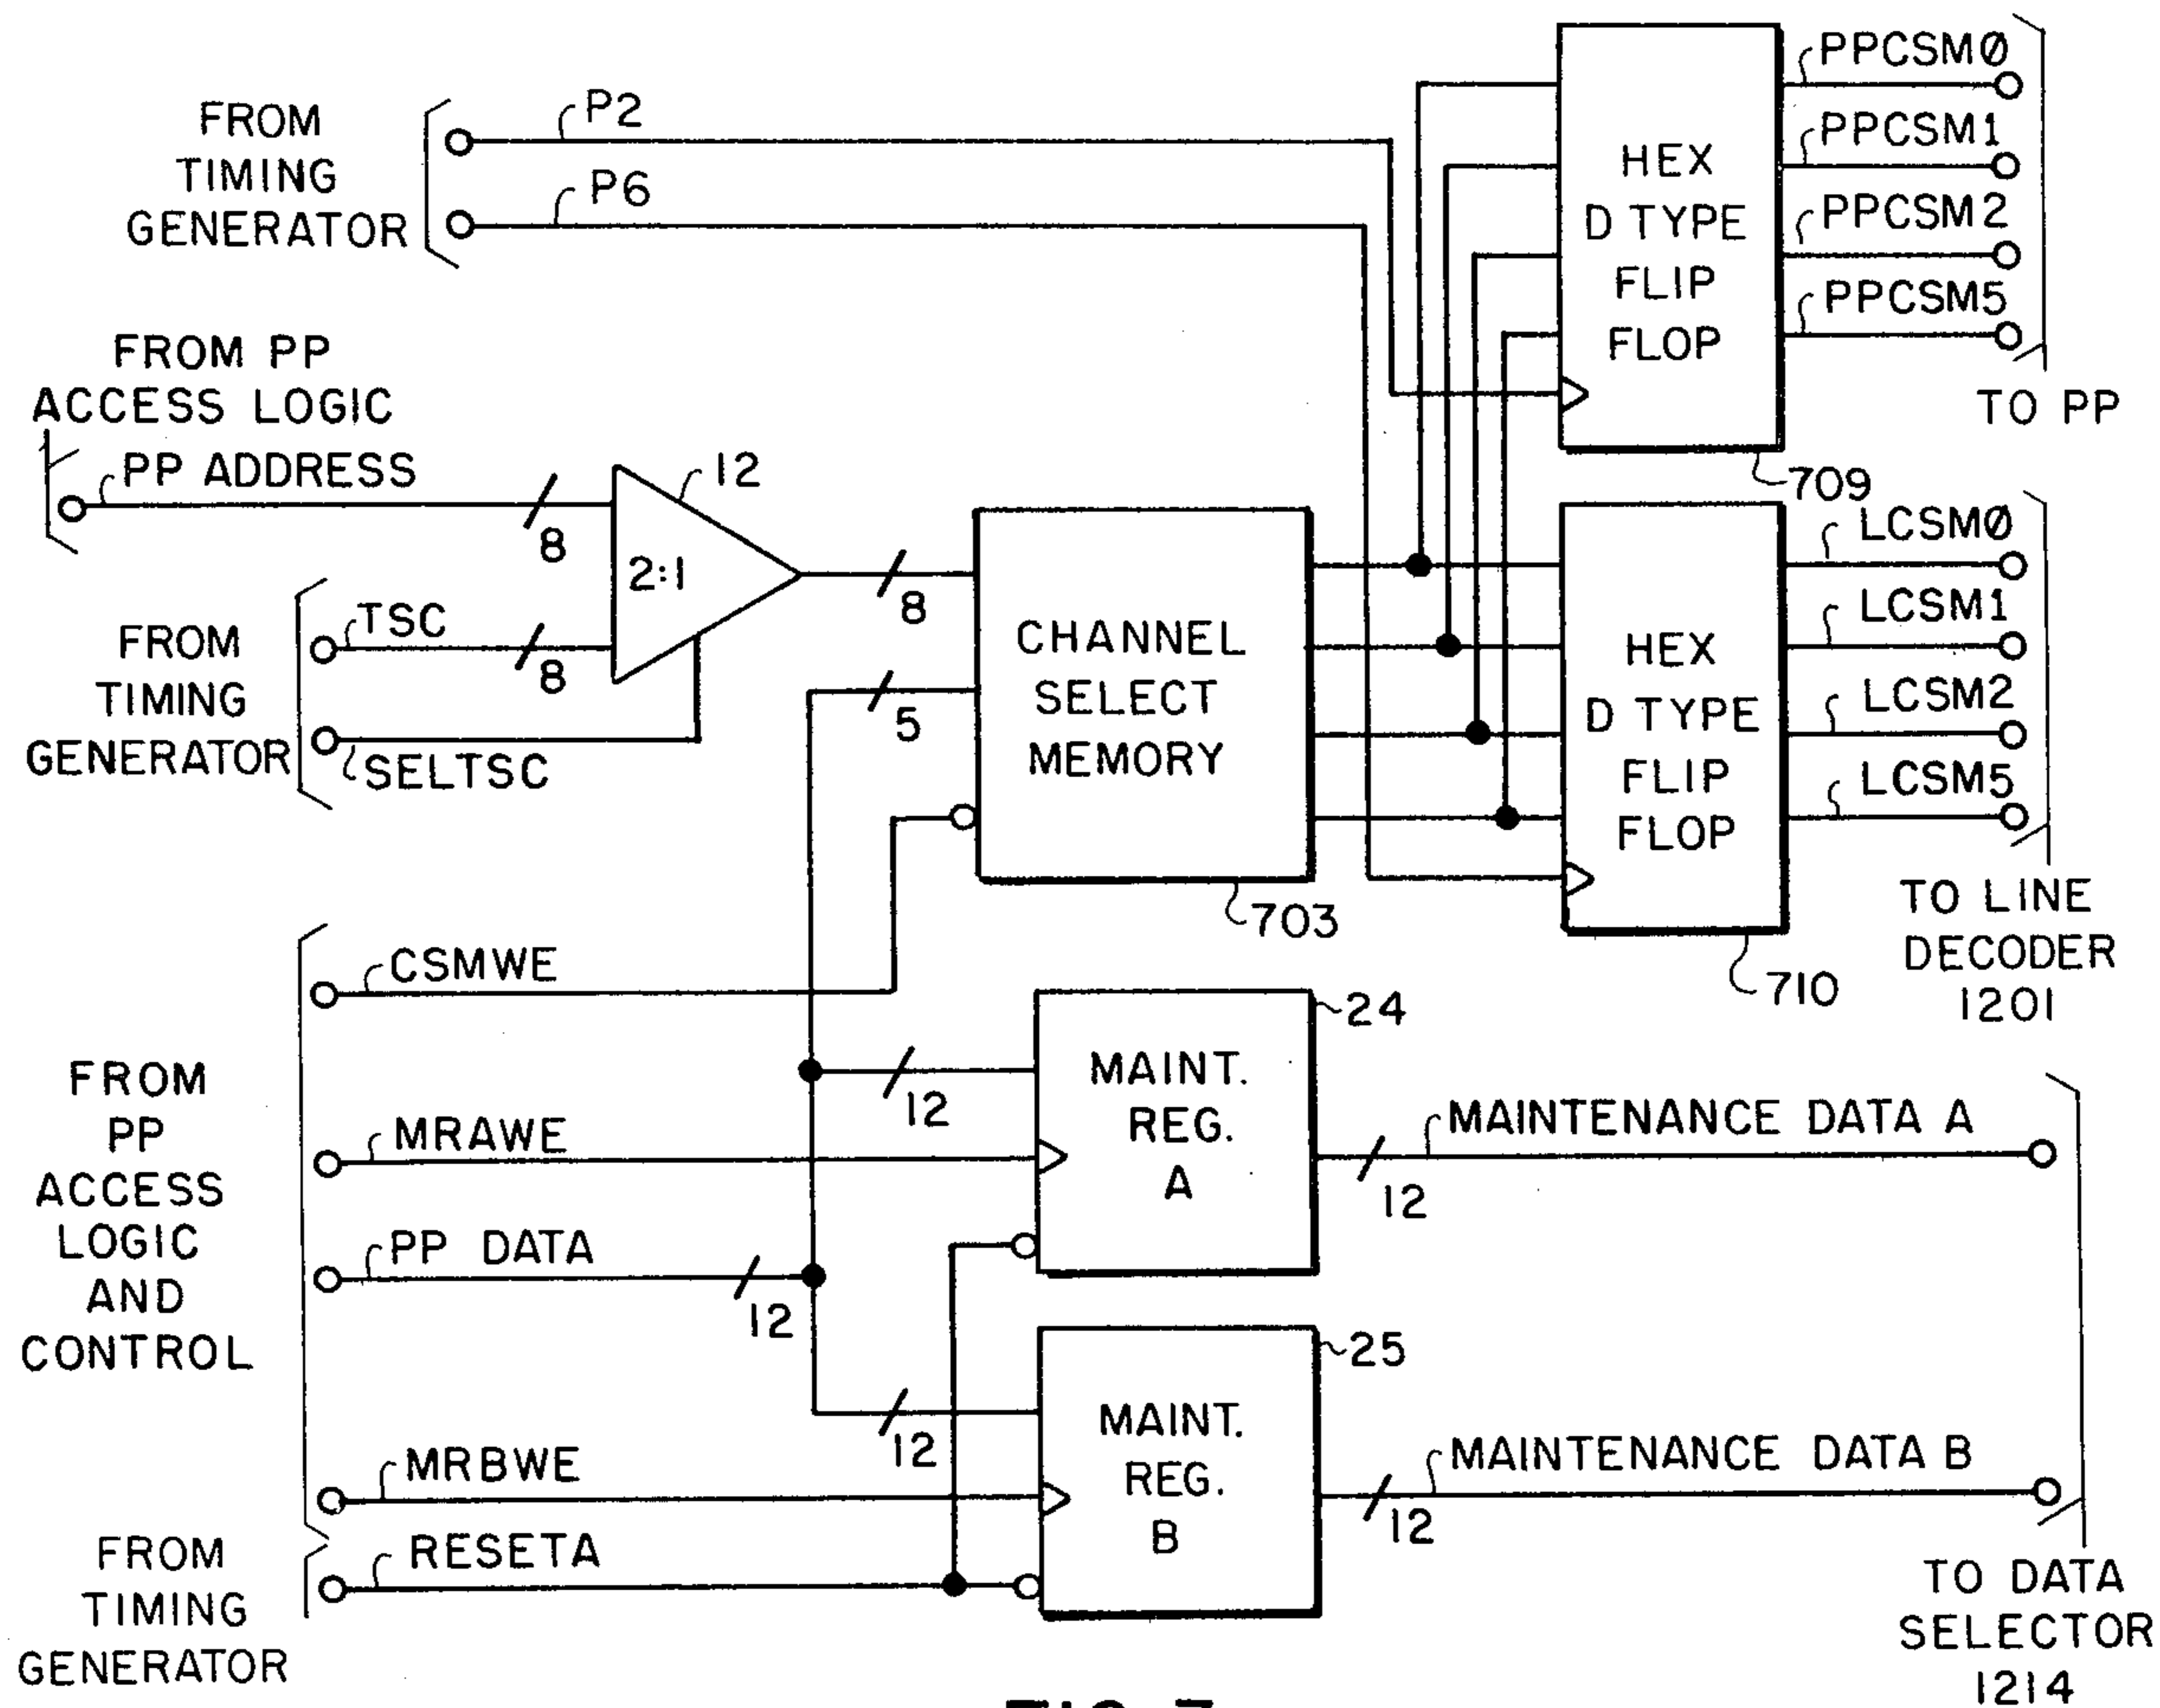 FROM
TIMING
GENERATOR
P2
P6
HEX
D TYPE
FLIP
FLOP
PPCSMØ
PPCSM1
PPCSM2
PPCSM5
TO PP
709
FROM PP
ACCESS LOGIC
PP ADDRESS
8
12
2:1
8
FROM
TIMING
GENERATOR
TSC
8
SELTSC
5
CHANNEL
SELECT
MEMORY
703
HEX
D TYPE
FLIP
FLOP
710
LCSMØ
LCSM1
LCSM2
LCSM5
TO LINE
DECODER
1201
FROM
PP
ACCESS
LOGIC
AND
CONTROL
CSMWE
MRAWE
PP DATA
12
MRBWE
12
MAINT.
REG.
A
24
12
MAINTENANCE DATA A
12
MAINT.
REG.
B
25
12
MAINTENANCE DATA B
FROM
TIMING
GENERATOR
RESETA
TO DATA
SELECTOR
1214